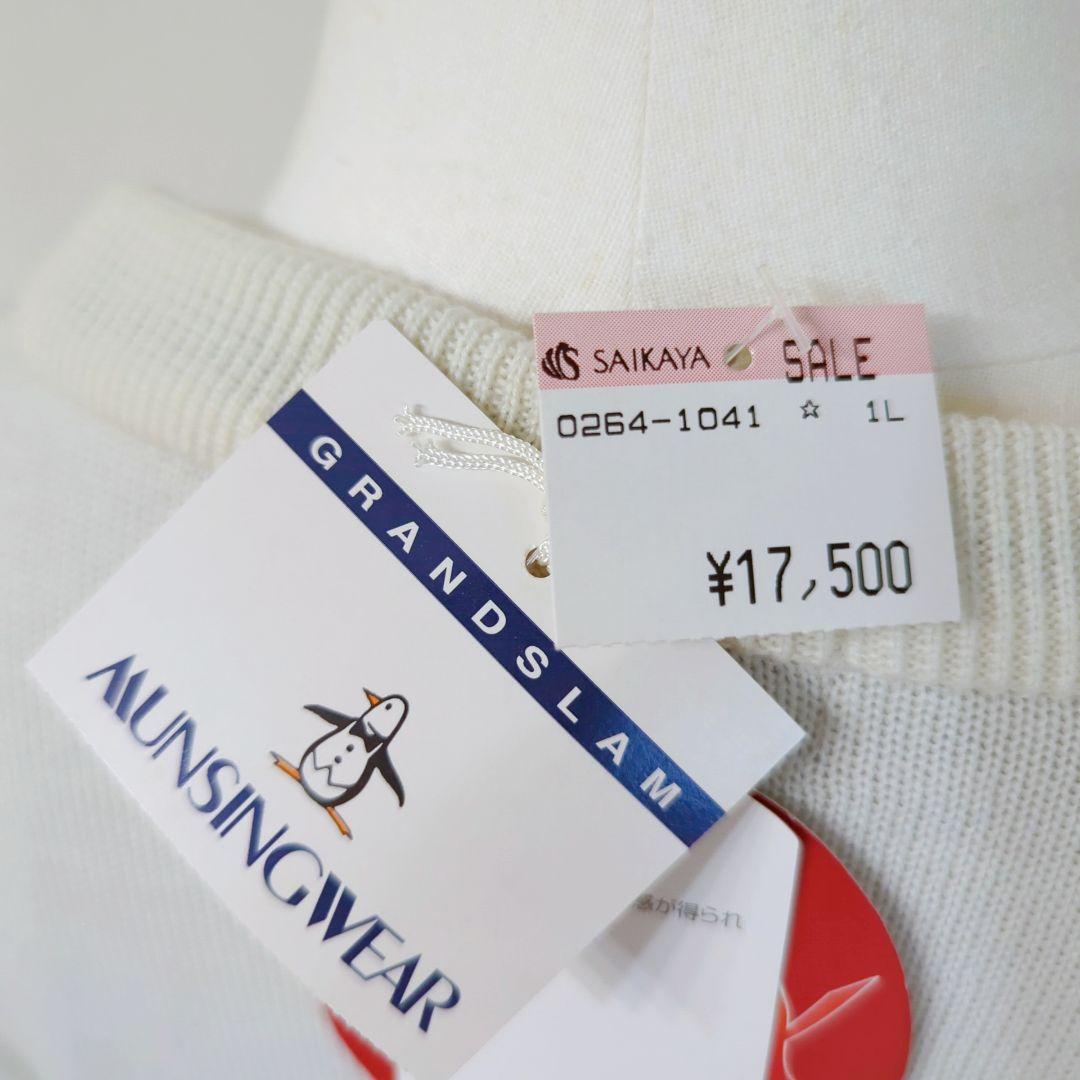 SAIKAYA SALE
0264-1041 ☆ 1L
¥17,500
GRANDSLAM
MUNSINGWEAR
感が得られ